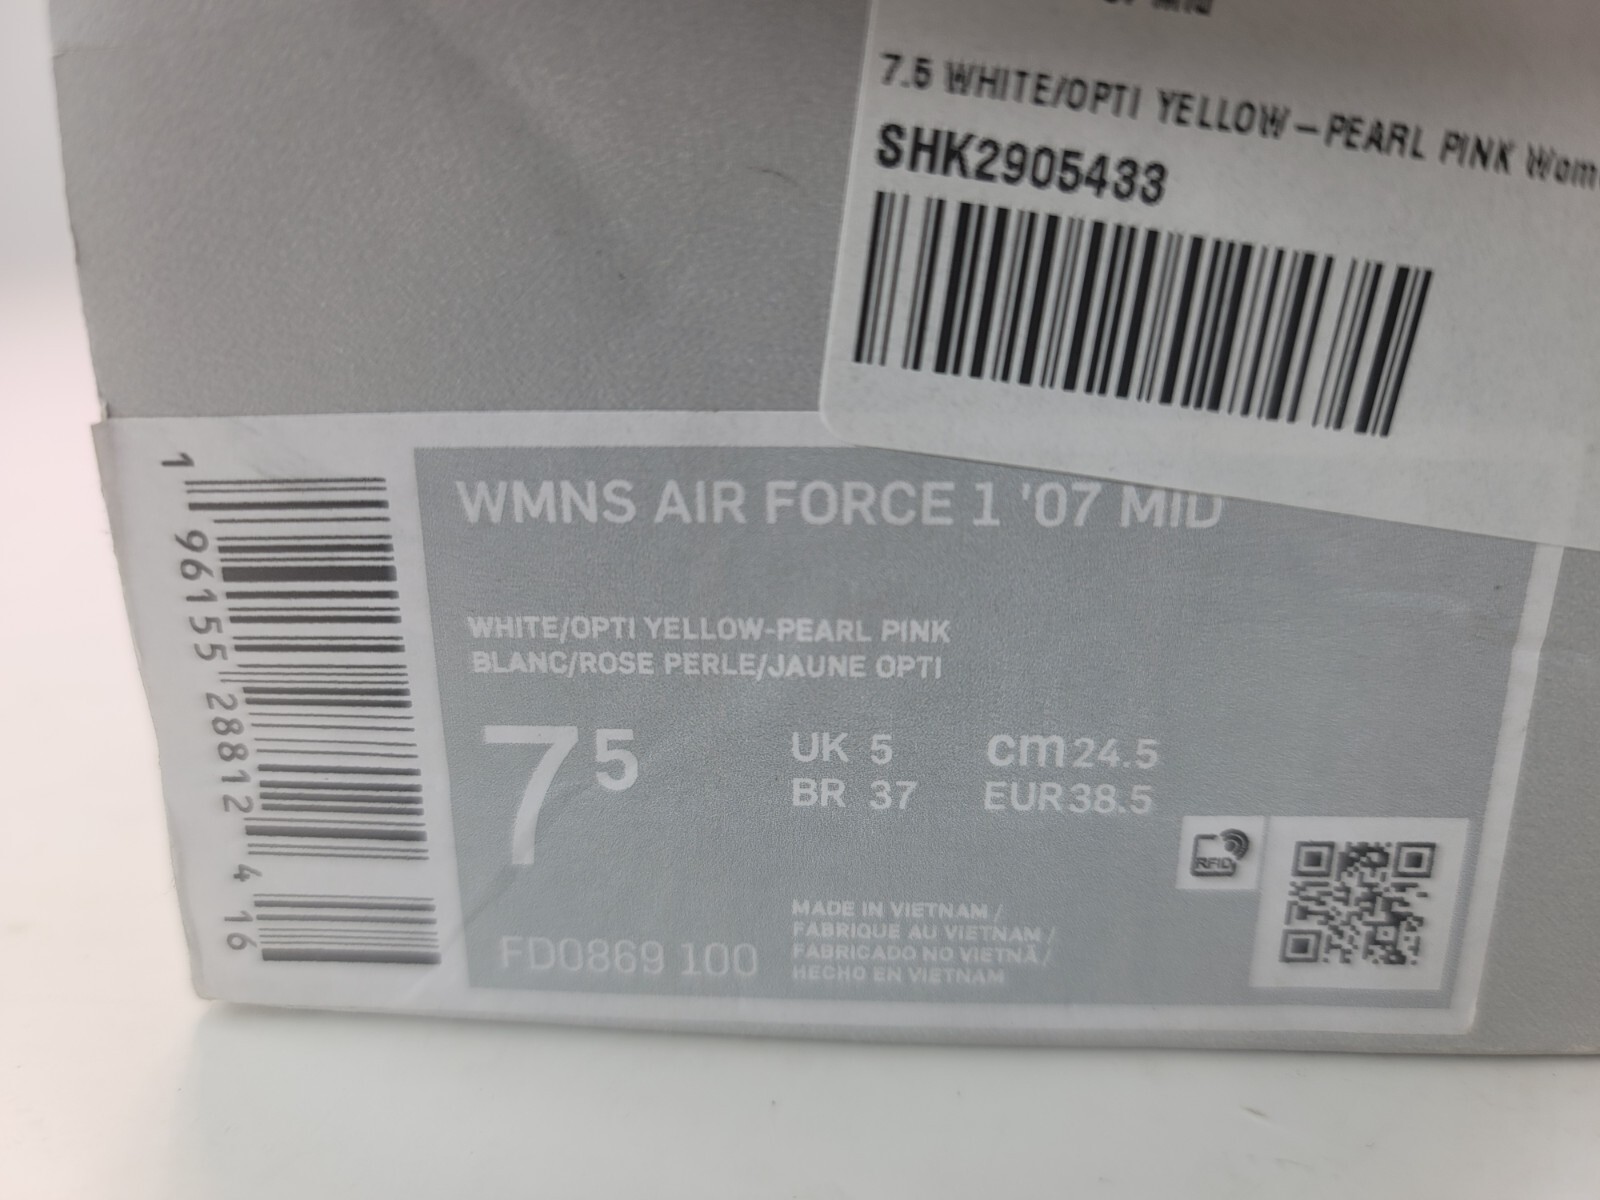 7.5 WHITE/OPTI YELLOW-PEARL PINK
SHK2905433
WMNS AIR FORCE 1 '07 MID
WHITE/OPTI YELLOW-PEARL PINK
BLANC/ROSE PERLE/JAUNE OPTI
7 5
UK 5 cm 24.5
BR 37 EUR 38.5
RFID
FD0869 100
MADE IN VIETNAM /
FABRIQUE AU VIETNAM /
FABRICADO NO VIETNÃ/
HECHO EN VIETNAM
1 96155 28812 4 16